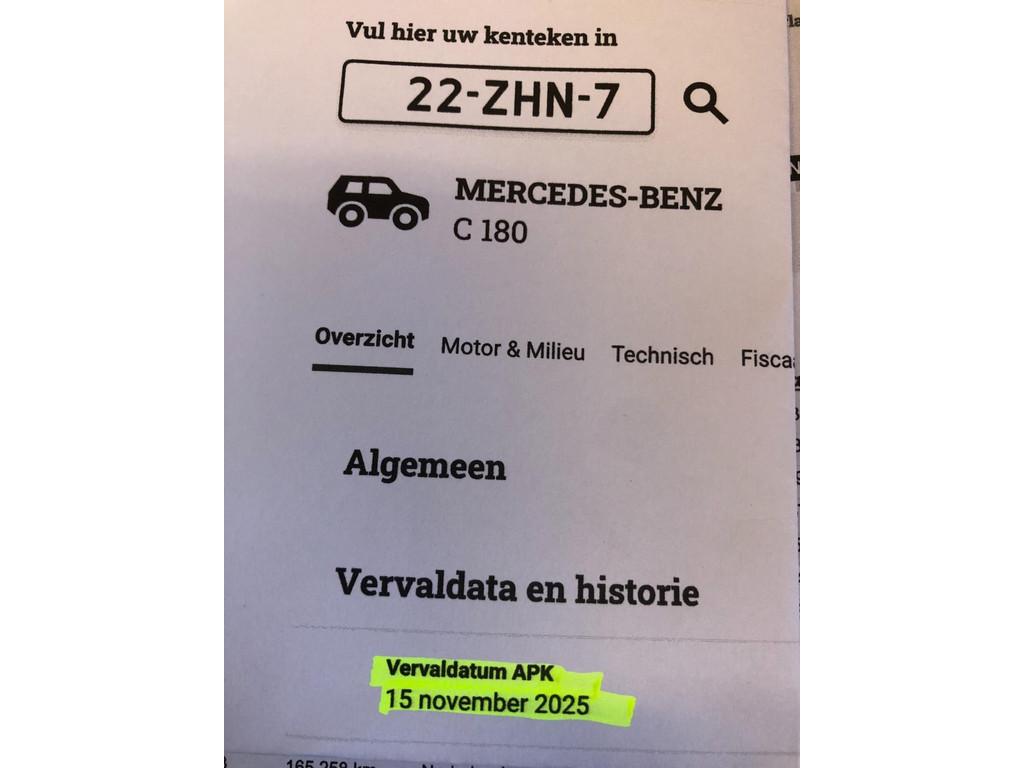 Vul hier uw kenteken in
22-ZHN-7
MERCEDES-BENZ
C 180
Overzicht Motor & Milieu Technisch Fiscaa
Algemeen
Vervaldata en historie
Vervaldatum APK
15 november 2025